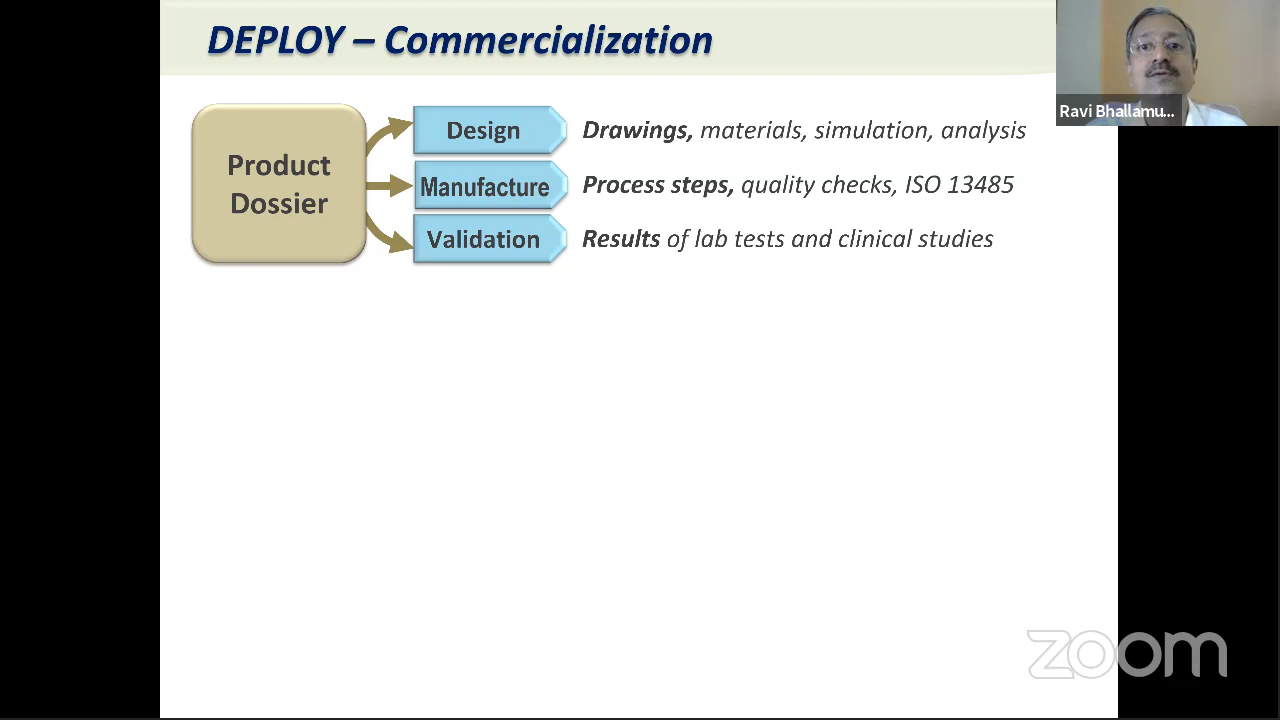 DEPLOY – Commercialization
Ravi Bhallamu...
Product
Dossier
Design
Drawings, materials, simulation, analysis
Manufacture
Process steps, quality checks, ISO 13485
Validation
Results of lab tests and clinical studies
zoom